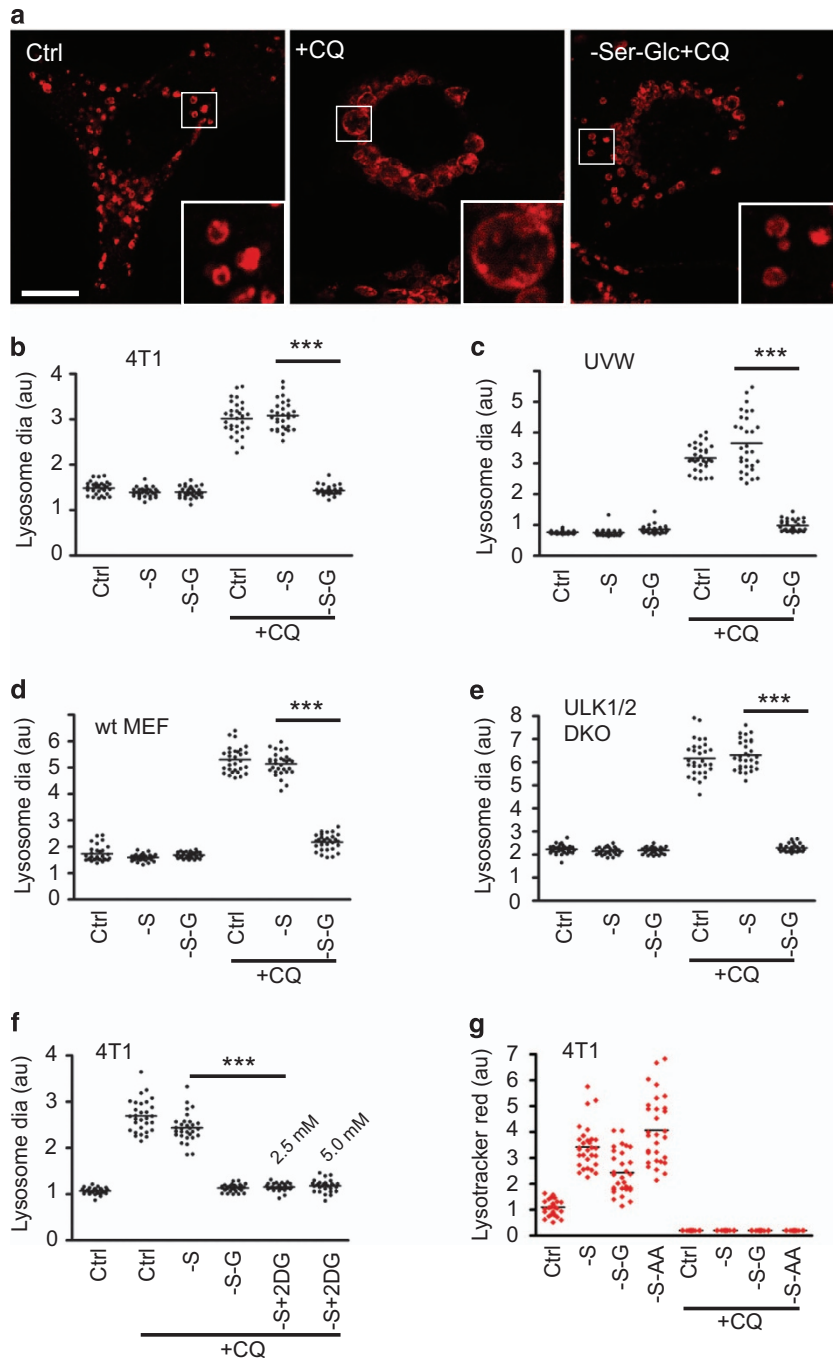 a
Ctrl
+CQ
-Ser-Glc+CQ
b
4T1
***
Lysosome dia (au)
4
3
2
1
0
Ctrl
-S
-S-G
Ctrl
-S
-S-G
+CQ
c
UVW
***
Lysosome dia (au)
5
4
3
2
1
0
Ctrl
-S
-S-G
Ctrl
-S
-S-G
+CQ
d
wt MEF
***
Lysosome dia (au)
7
6
5
4
3
2
1
0
Ctrl
-S
-S-G
Ctrl
-S
-S-G
+CQ
e
ULK1/2
DKO
***
Lysosome dia (au)
8
7
6
5
4
3
2
1
0
Ctrl
-S
-S-G
Ctrl
-S
-S-G
+CQ
f
4T1
***
2.5 mM
5.0 mM
Lysosome dia (au)
4
3
2
1
0
Ctrl
Ctrl
-S
-S-G
-S+2DG
-S+2DG
+CQ
g
4T1
Lysotracker red (au)
7
6
5
4
3
2
1
0
Ctrl
-S
-S-G
-S-AA
Ctrl
-S
-S-G
-S-AA
+CQ